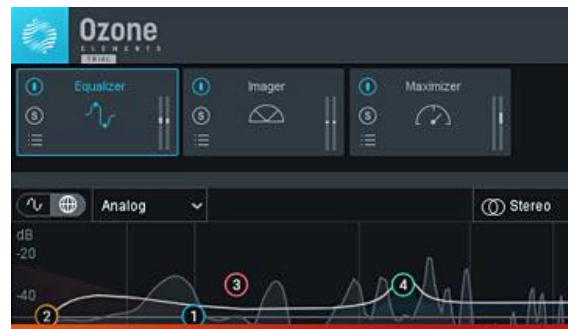 Ozone
ELEMENTS
TRIAL
Equalizer
Imager
Maximizer
S
S
S
Analog
Stereo
dB
-20
3
4
-40
2
1